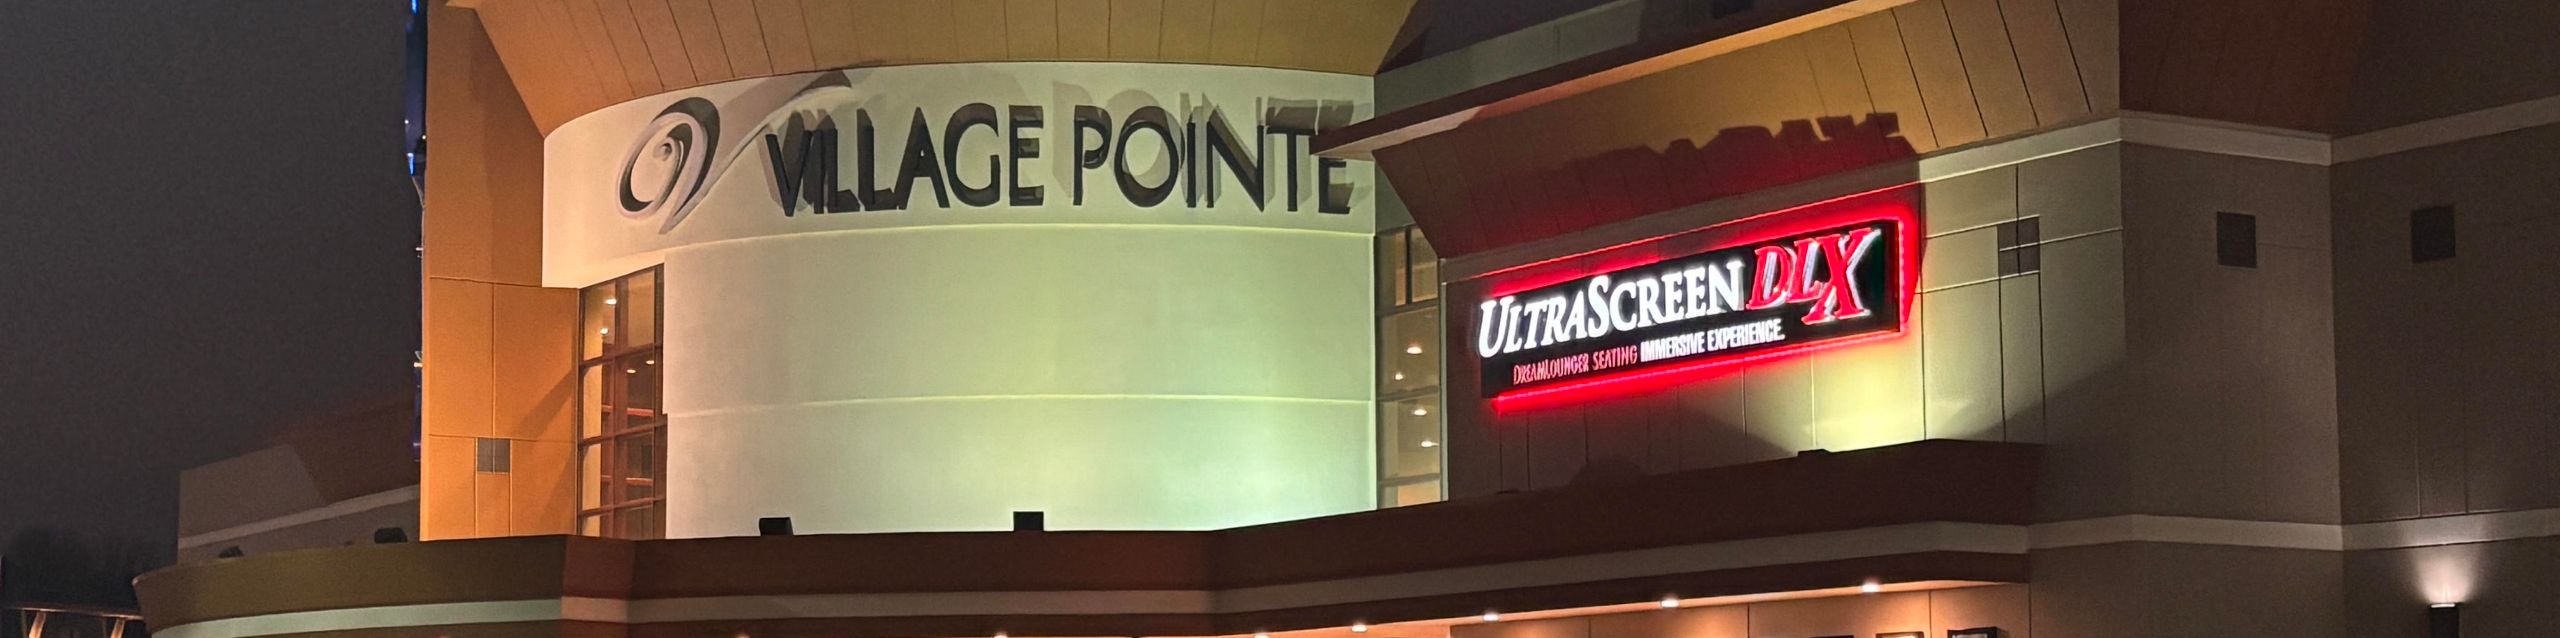 VILLAGE POINTE
ULTRASCREEN DLX
DREAMLOUNGER SEATING IMMERSIVE EXPERIENCE.